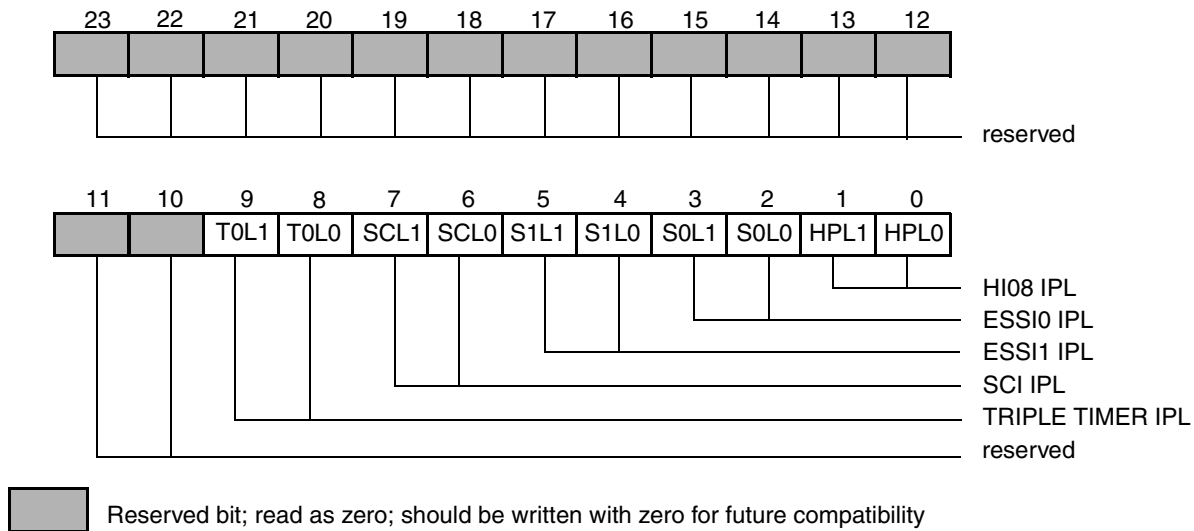 23 22 21 20 19 18 17 16 15 14 13 12
reserved
11 10 9 8 7 6 5 4 3 2 1 0
T0L1 T0L0 SCL1 SCL0 S1L1 S1L0 S0L1 S0L0 HPL1 HPL0
HI08 IPL
ESSI0 IPL
ESSI1 IPL
SCI IPL
TRIPLE TIMER IPL
reserved
Reserved bit; read as zero; should be written with zero for future compatibility